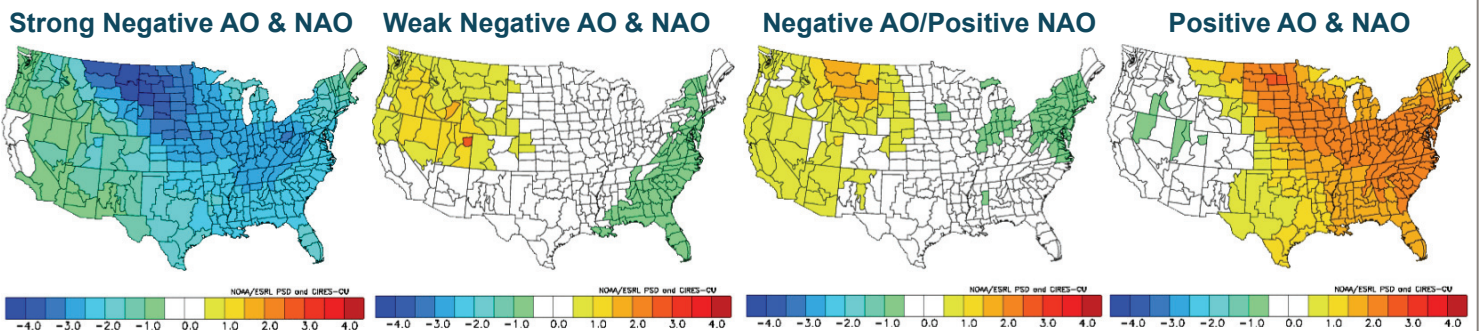 Strong Negative AO & NAO
Weak Negative AO & NAO
Negative AO/Positive NAO
Positive AO & NAO
NOAA/ESRL PSD and CIRES-CU
NOAA/ESRL PSD and CIRES-CU
NOAA/ESRL PSD and CIRES-CU
NOAA/ESRL PSD and CIRES-CU
-4.0 -3.0 -2.0 -1.0 0.0 1.0 2.0 3.0 4.0
-4.0 -3.0 -2.0 -1.0 0.0 1.0 2.0 3.0 4.0
-4.0 -3.0 -2.0 -1.0 0.0 1.0 2.0 3.0 4.0
-4.0 -3.0 -2.0 -1.0 0.0 1.0 2.0 3.0 4.0